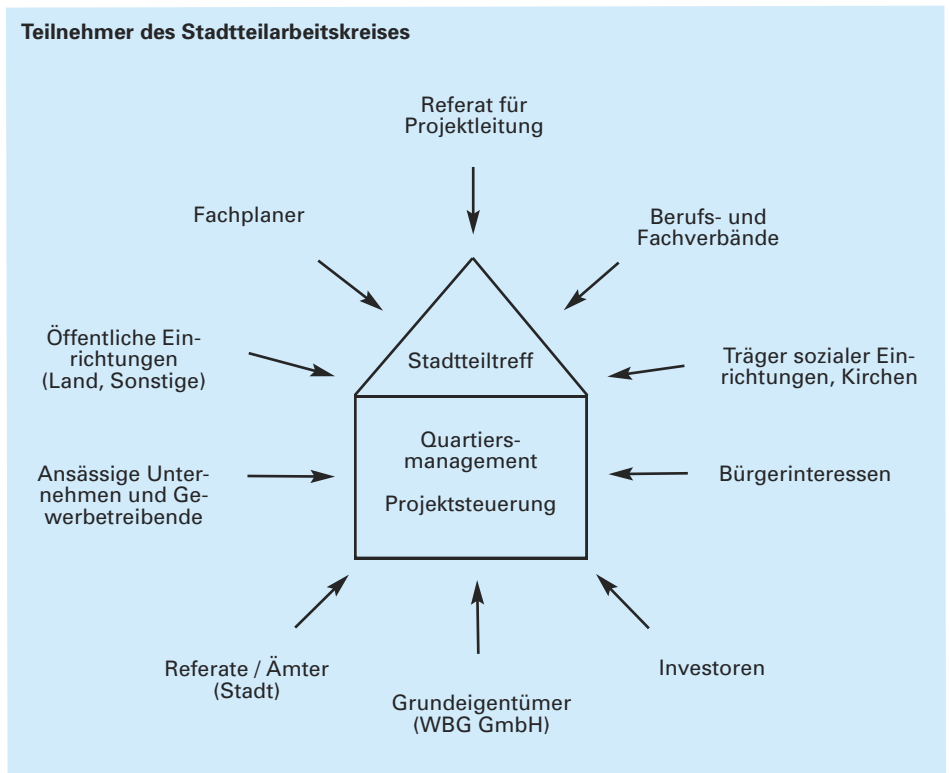 Teilnehmer des Stadtteilarbeitskreises
Referat für
Projektleitung
Fachplaner
Berufs- und
Fachverbände
Öffentliche Ein-
richtungen
(Land, Sonstige)
Stadtteiltreff
Träger sozialer Ein-
richtungen, Kirchen
Ansässige Unter-
nehmen und Ge-
werbetreibende
Quartiers-
management
Projektsteuerung
Bürgerinteressen
Referate / Ämter
(Stadt)
Grundeigentümer
(WBG GmbH)
Investoren